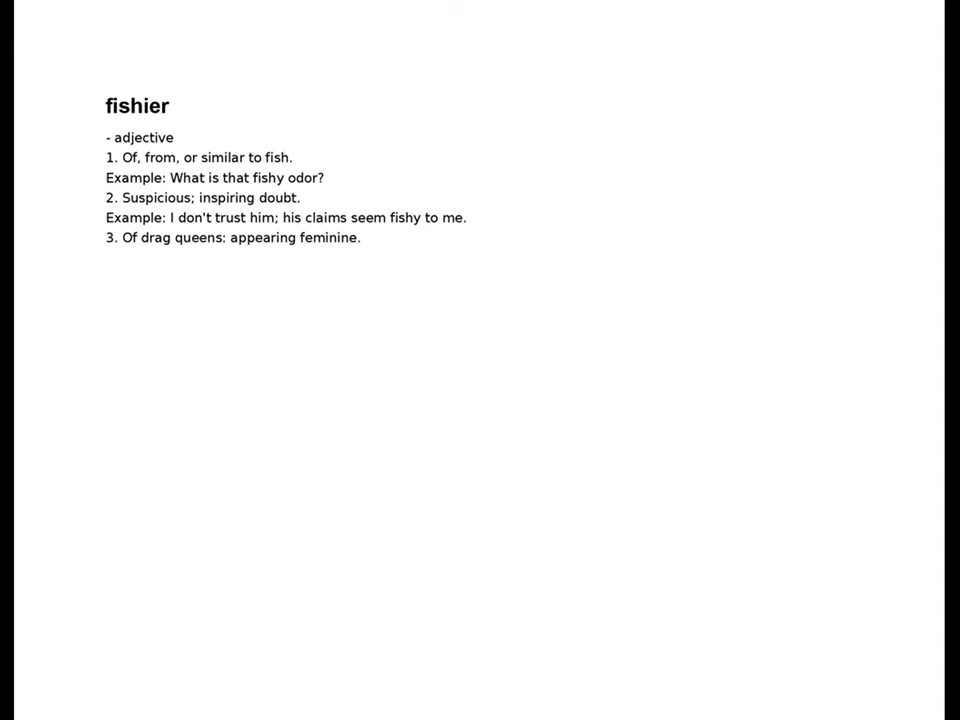 fishier
- adjective
1. Of, from, or similar to fish.
Example: What is that fishy odor?
2. Suspicious; inspiring doubt.
Example: I don't trust him; his claims seem fishy to me.
3. Of drag queens: appearing feminine.